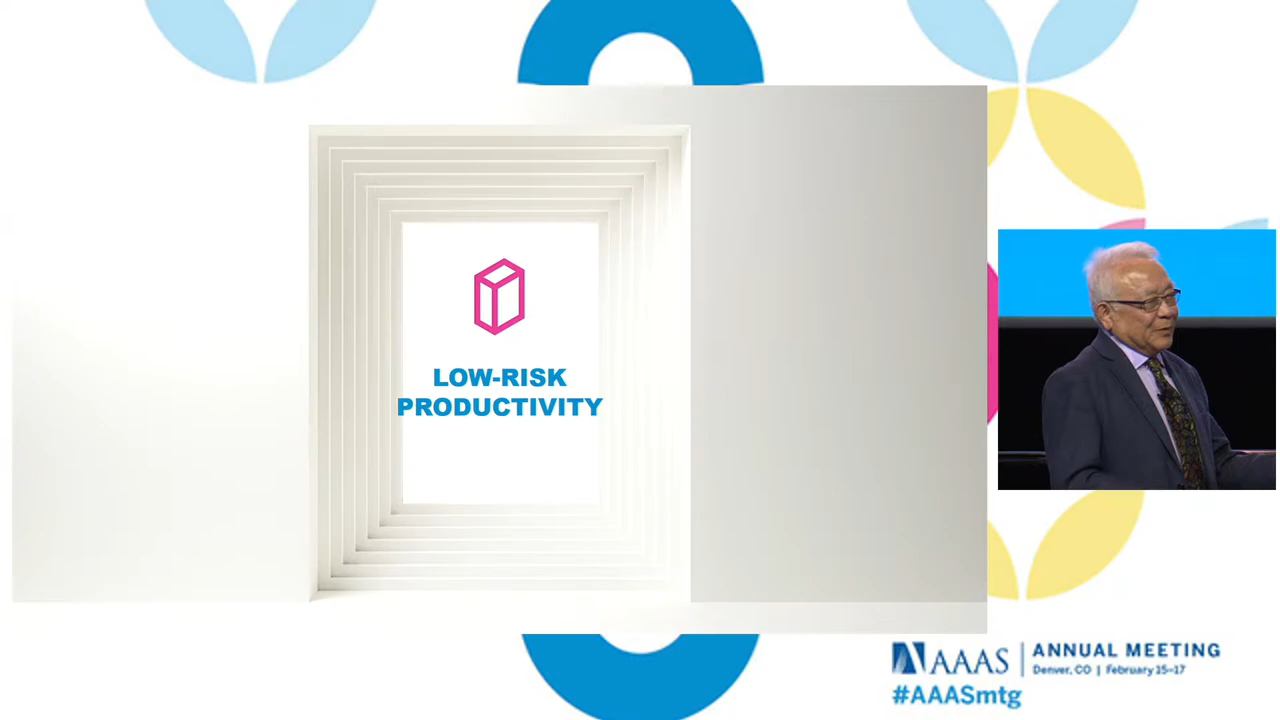 LOW-RISK
PRODUCTIVITY
AAAS
ANNUAL MEETING
Denver, CO | February 15–17
#AAASmtg